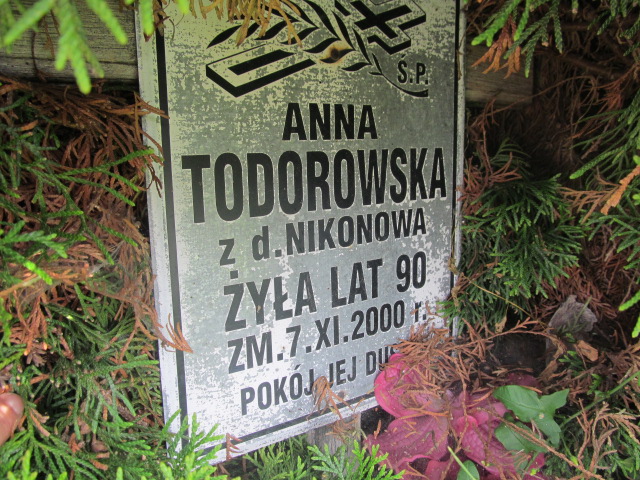 Ś.P.
ANNA
TODOROWSKA
z d. NIKONOWA
ŻYŁA LAT 90
ZM. 7.XI.2000 r.
POKÓJ JEJ